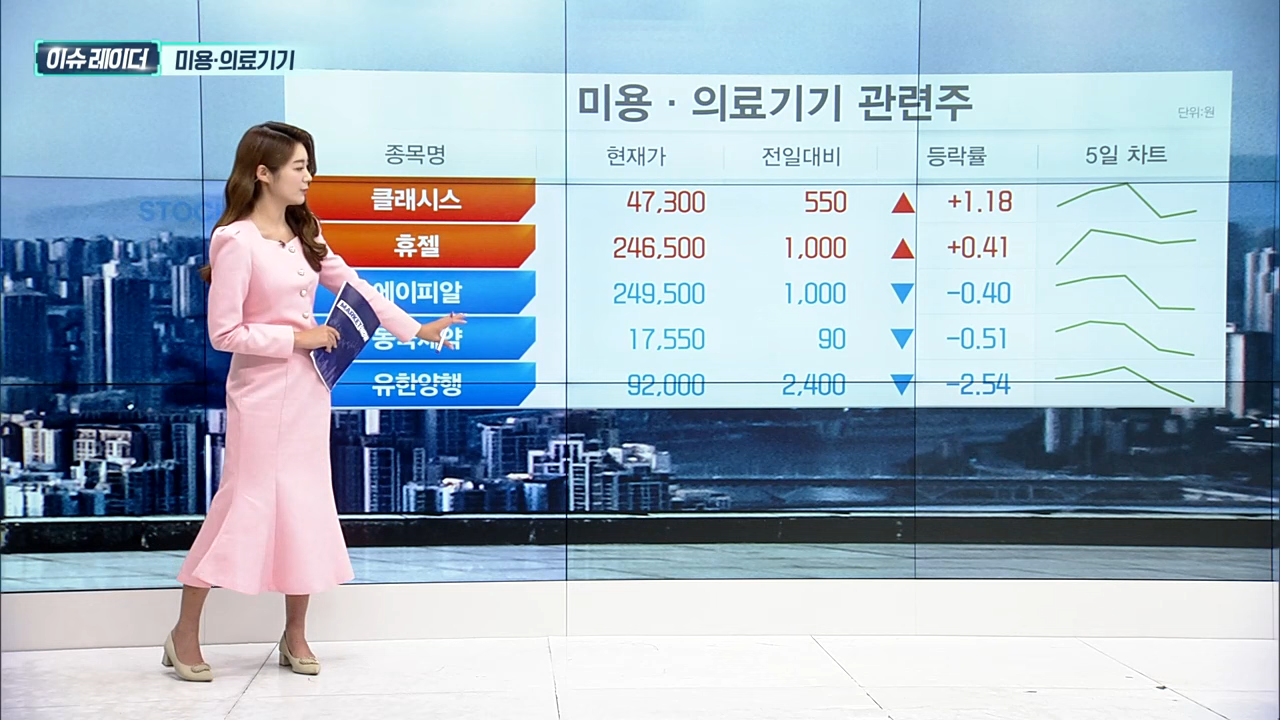 이슈 레이더 미용·의료기기
미용·의료기기 관련주
단위:원
종목명 현재가 전일대비 등락률 5일 차트
클래시스 47,300 550 ▲ +1.18
휴젤 246,500 1,000 ▲ +0.41
에이피알 249,500 1,000 ▼ -0.40
17,550 90 ▼ -0.51
유한양행 92,000 2,400 ▼ -2.54
MARKET